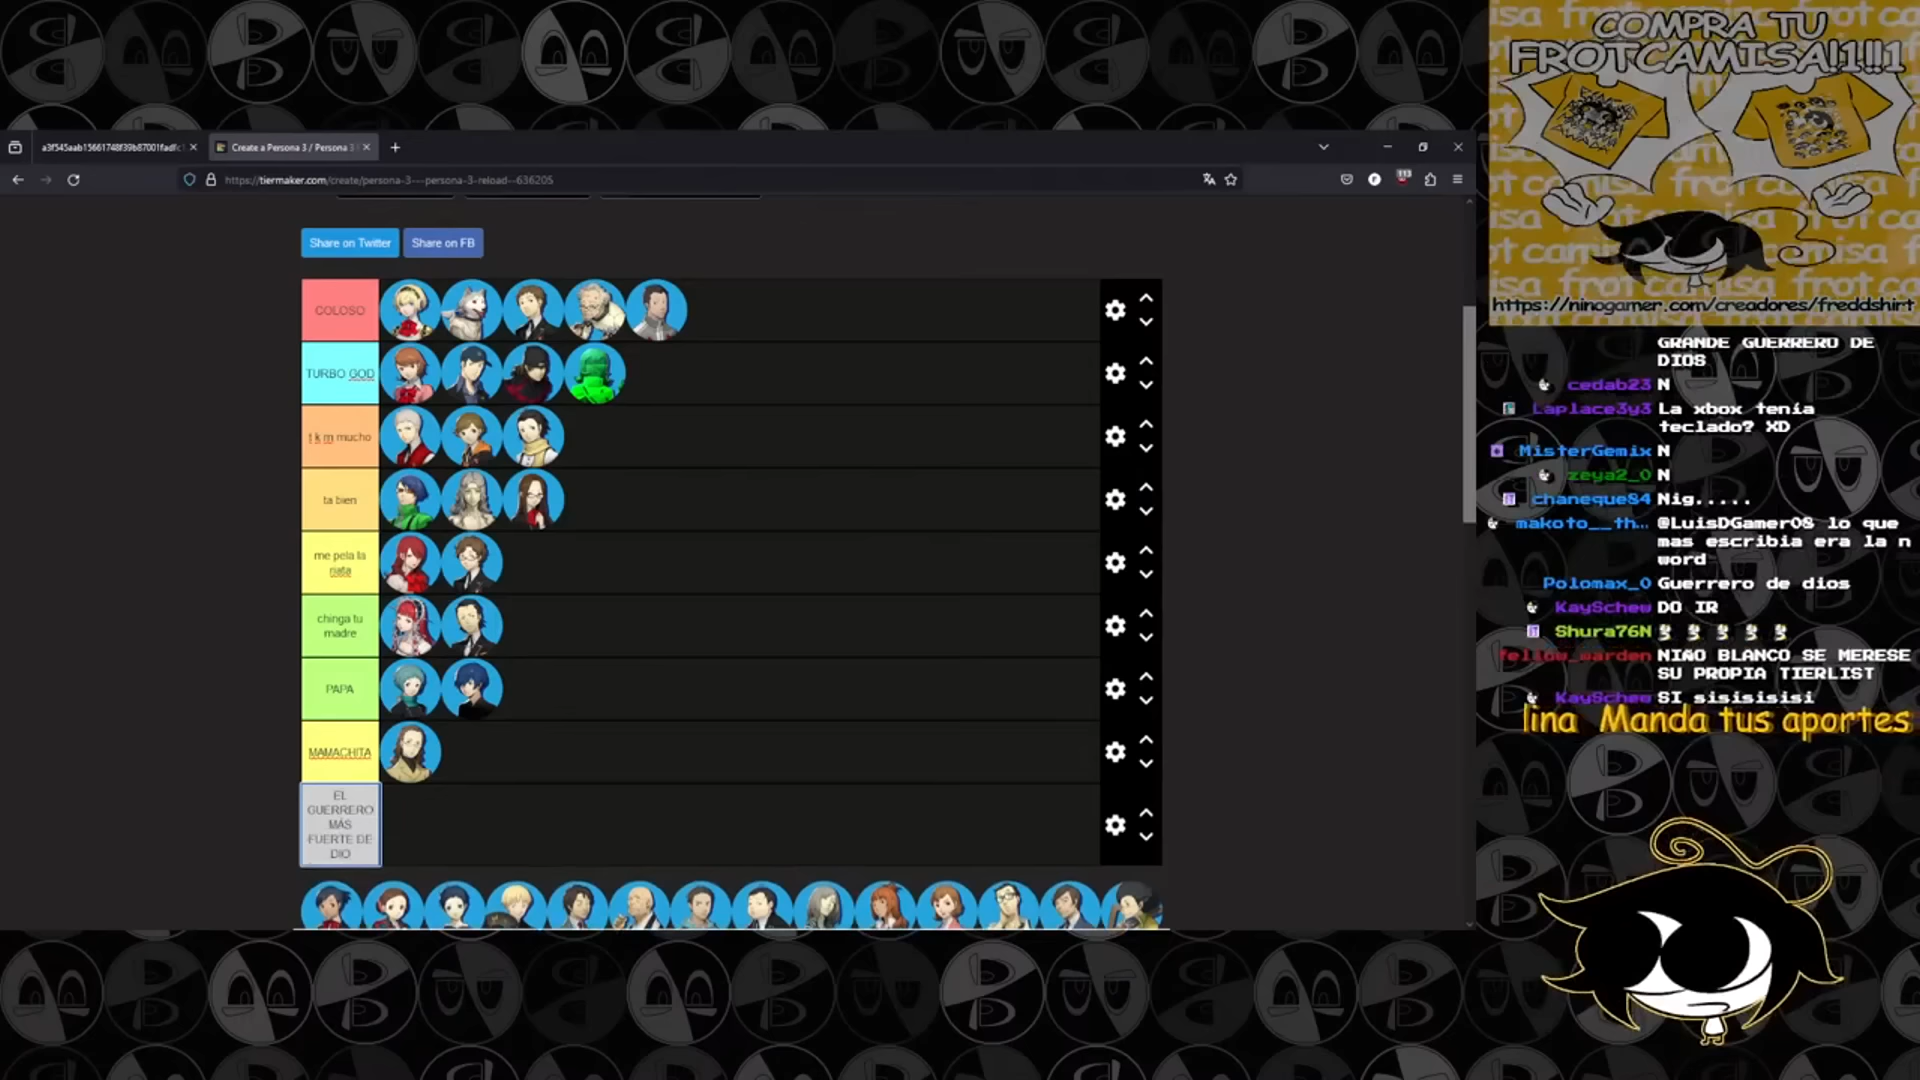 COMPRA TU
FROTCAMISA!1!!1
https://ninogamer.com/creadores/freddshirt
Create a Persona 3 / Persona 3
https://tiermaker.com/create/persona-3---persona-3-reload--636205
113
Share on Twitter
Share on FB
COLOSO
TURBO GOD
t k m mucho
ta bien
me pela la
riata
chinga tu
madre
PAPA
MAMACHITA
EL
GUERRERO
MÁS
FUERTE DE
DIO
GRANDE GUERRERO DE
DIOS
cedab23 N
Laplace3y3 La xbox tenía
teclado? XD
MisterGemix N
zeya2_0 N
chaneque84 Nig.....
makoto__th… @LuisDGamer08 lo que
mas escribia era la n
word
Polomax_0 Guerrero de dios
KaySchew DO IR
Shura76N
fellow_warden NIÑO BLANCO SE MERESE
SU PROPIA TIERLIST
KaySchew SI sisisisisi
lina Manda tus aportes